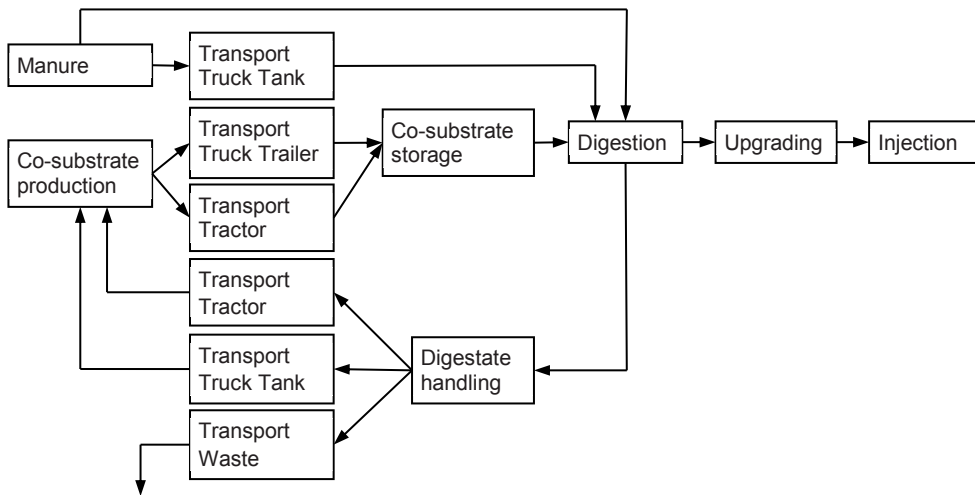 Manure
Transport
Truck Tank
Co-substrate
production
Transport
Truck Trailer
Transport
Tractor
Co-substrate
storage
Digestion
Upgrading
Injection
Transport
Tractor
Transport
Truck Tank
Transport
Waste
Digestate
handling